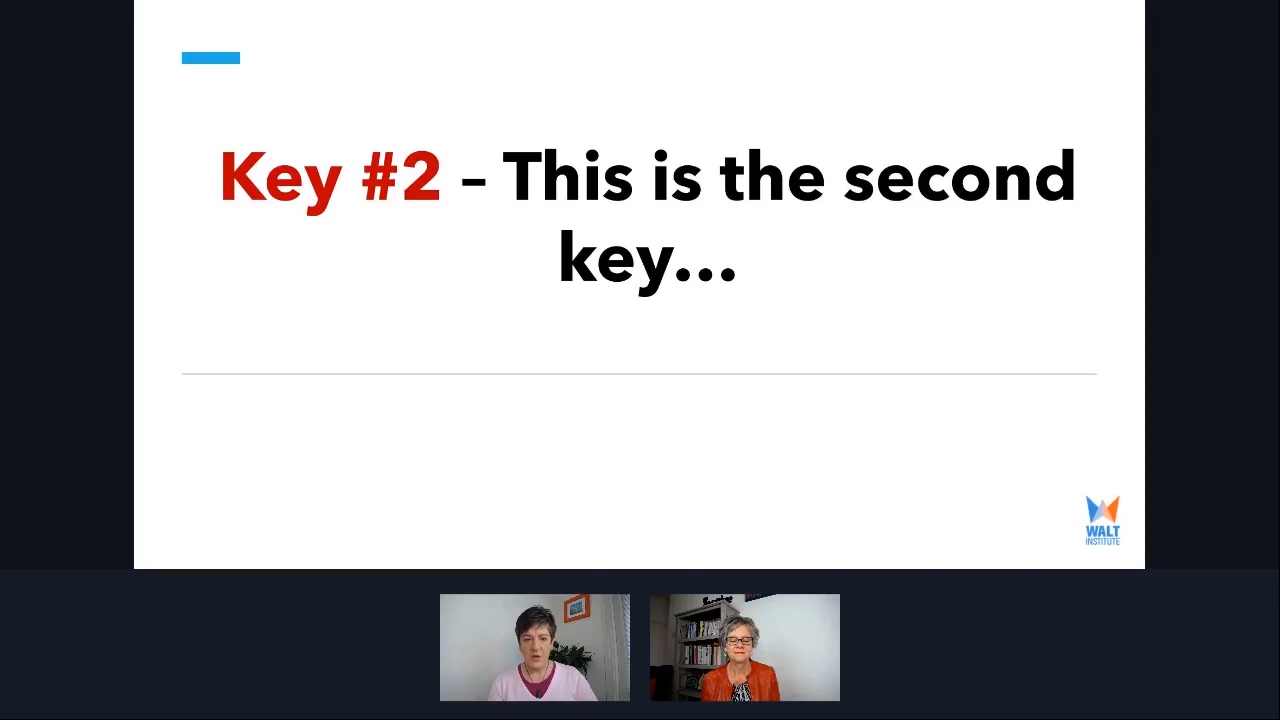 Key #2 – This is the second
key...
WALT
INSTITUTE